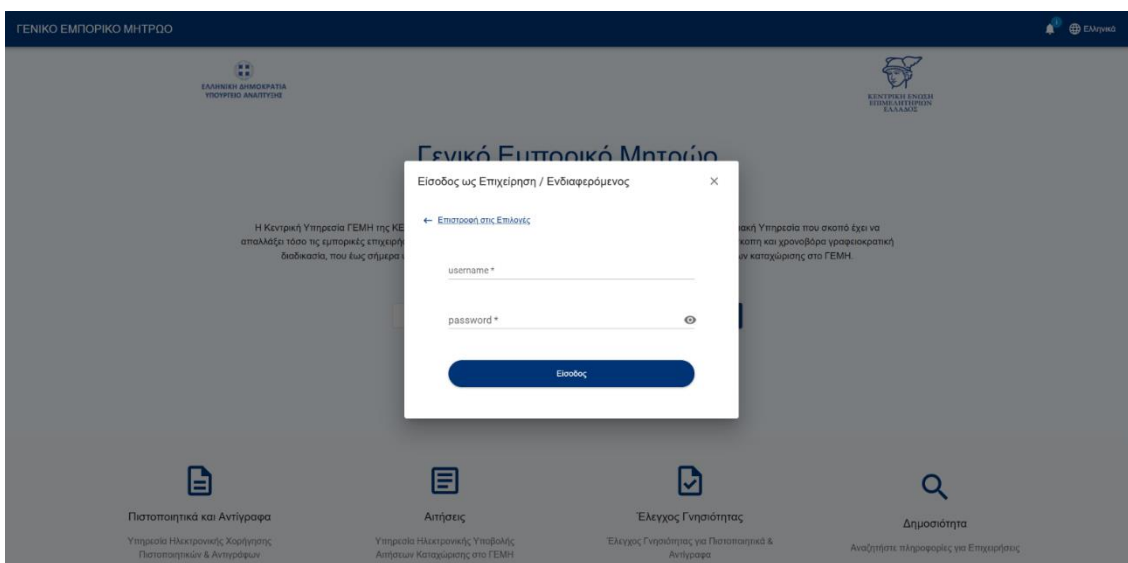 ΓΕΝΙΚΟ ΕΜΠΟΡΙΚΟ ΜΗΤΡΩΟ
Ελληνικά
ΕΛΛΗΝΙΚΗ ΔΗΜΟΚΡΑΤΙΑ
ΥΠΟΥΡΓΕΙΟ ΑΝΑΠΤΥΞΗΣ
ΚΕΝΤΡΙΚΗ ΕΝΩΣΗ
ΕΠΙΜΕΛΗΤΗΡΙΩΝ
ΕΛΛΑΔΟΣ
Γενικό Εμπορικό Μητρώο
Είσοδος ως Επιχείρηση / Ενδιαφερόμενος
← Επιστροφή στις Επιλογές
Η Κεντρική Υπηρεσία ΓΕΜΗ της ΚΕ ακή Υπηρεσία που σκοπό έχει να
απαλλάξει τόσο τις εμπορικές επιχειρή κοπη και χρονοβόρα γραφειοκρατική
διαδικασία, που έως σήμερα ων καταχώρισης στο ΓΕΜΗ.
username *
password *
Είσοδος
Πιστοποιητικά και Αντίγραφα
Υπηρεσία Ηλεκτρονικής Χορήγησης
Πιστοποιητικών & Αντιγράφων
Αιτήσεις
Υπηρεσία Ηλεκτρονικής Υποβολής
Αιτήσεων Καταχώρισης στο ΓΕΜΗ
Έλεγχος Γνησιότητας
Έλεγχος Γνησιότητας για Πιστοποιητικά &
Αντίγραφα
Δημοσιότητα
Αναζητήστε πληροφορίες για Επιχειρήσεις